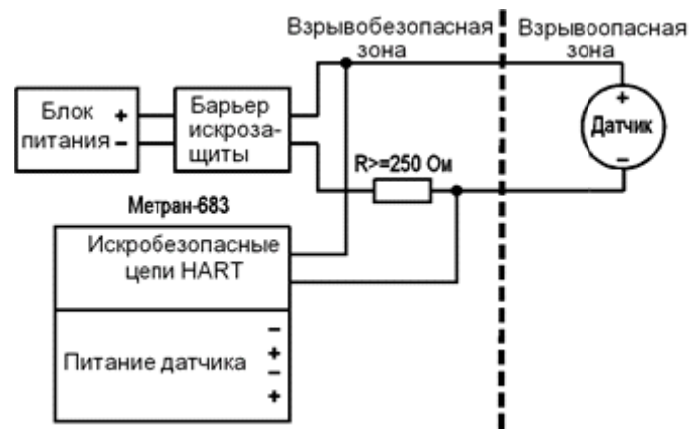 Взрывобезопасная зона
Взрывоопасная зона
Блок питания
+
−
Барьер
искроза-
щиты
+
Датчик
−
R>=250 Ом
Метран-683
Искробезопасные
цепи HART
Питание датчика
−
+
−
+